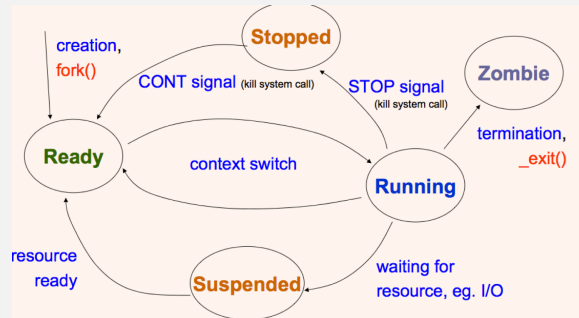 Stopped
creation,
fork()
CONT signal (kill system call)
STOP signal
(kill system call)
Zombie
termination,
_exit()
Ready
context switch
Running
resource
ready
Suspended
waiting for
resource, eg. I/O